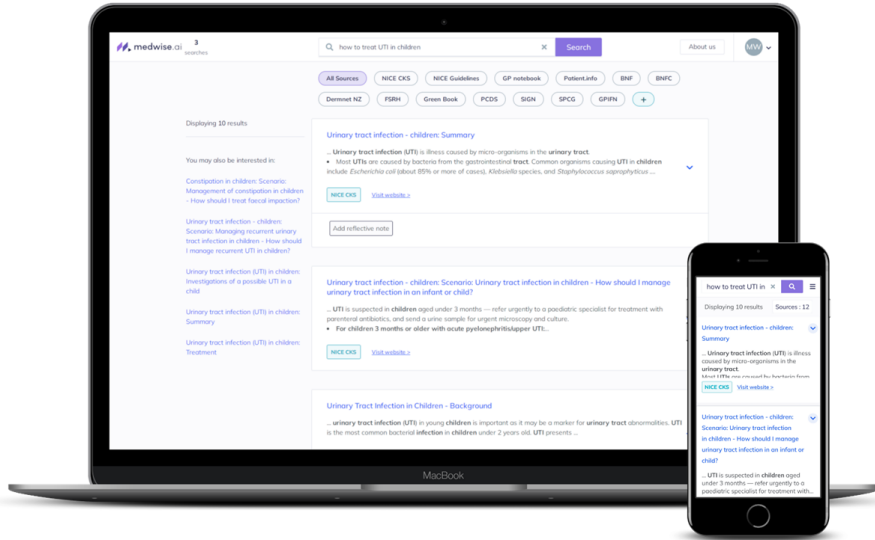 medwise.ai
3
searches
how to treat UTI in children
Search
About us
MW
All Sources
NICE CKS
NICE Guidelines
GP notebook
Patient.info
BNF
BNFC
Dermnet NZ
FSRH
Green Book
PCDS
SIGN
SPCG
GPIFN
+
Displaying 10 results
You may also be interested in:
Constipation in children: Scenario:
Management of constipation in children
- How should I treat faecal impaction?
Urinary tract infection - children:
Scenario: Managing recurrent urinary
tract infection in children - How should
I manage recurrent UTI in children?
Urinary tract infection (UTI) in children:
Investigations of a possible UTI in a
child
Urinary tract infection (UTI) in children:
Summary
Urinary tract infection (UTI) in children:
Treatment
Urinary tract infection - children: Summary
... Urinary tract infection (UTI) is illness caused by micro-organisms in the urinary tract.
• Most UTIs are caused by bacteria from the gastrointestinal tract. Common organisms causing UTI in children
include Escherichia coli (about 85% or more of cases), Klebsiella species, and Staphylococcus saprophyticus ...
NICE CKS
Visit website >
Add reflective note
Urinary tract infection - children: Scenario: Urinary tract infection in children - How should I manage
urinary tract infection in an infant or child?
... UTI is suspected in children aged under 3 months — refer urgently to a paediatric specialist for treatment with
parenteral antibiotics, and send a urine sample for urgent microscopy and culture.
• For children 3 months or older with acute pyelonephritis/upper UTI:...
NICE CKS
Visit website >
Urinary Tract Infection in Children - Background
... urinary tract infection (UTI) in young children is important as it may be a marker for urinary tract abnormalities. UTI
is the most common bacterial infection in children under 2 years old. UTI presents ...
MacBook
how to treat UTI in
Displaying 10 results
Sources : 12
Urinary tract infection - children:
Summary
... Urinary tract infection (UTI) is illness
caused by micro-organisms in the
urinary tract.
Most UTIs are caused by bacteria from
NICE CKS
Visit website >
Urinary tract infection - children:
Scenario: Urinary tract infection
in children - How should I manage
urinary tract infection in an infant or
child?
... UTI is suspected in children aged
under 3 months — refer urgently to a
paediatric specialist for treatment with...